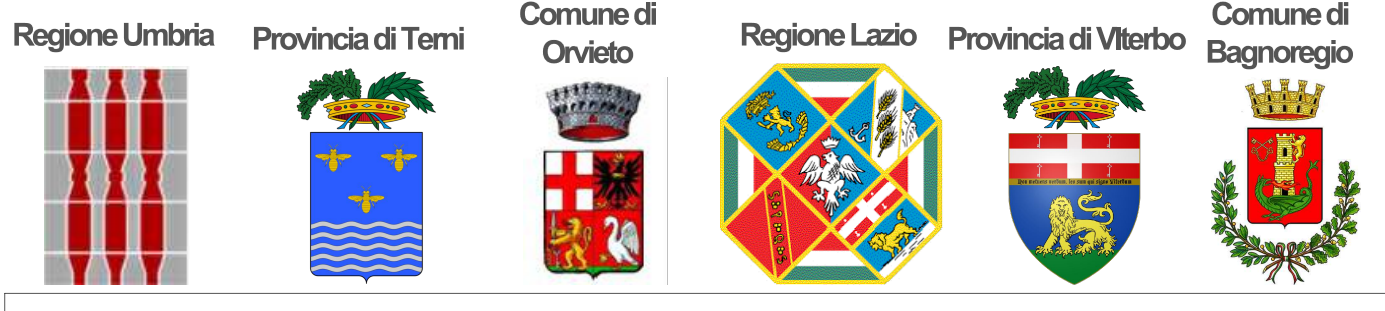 Regione Umbria
Provincia di Terni
Comune di
Orvieto
Regione Lazio
Provincia di VIterbo
Comune di
Bagnoregio
S P Q R